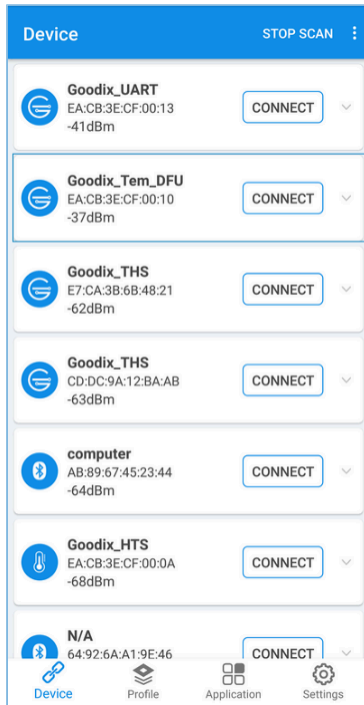 Device STOP SCAN
Goodix_UART
EA:CB:3E:CF:00:13
-41dBm
CONNECT
Goodix_Tem_DFU
EA:CB:3E:CF:00:10
-37dBm
CONNECT
Goodix_THS
E7:CA:3B:6B:48:21
-62dBm
CONNECT
Goodix_THS
CD:DC:9A:12:BA:AB
-63dBm
CONNECT
computer
AB:89:67:45:23:44
-64dBm
CONNECT
Goodix_HTS
EA:CB:3E:CF:00:0A
-68dBm
CONNECT
N/A
64:92:6A:A1:9E:46
CONNECT
Device Profile Application Settings